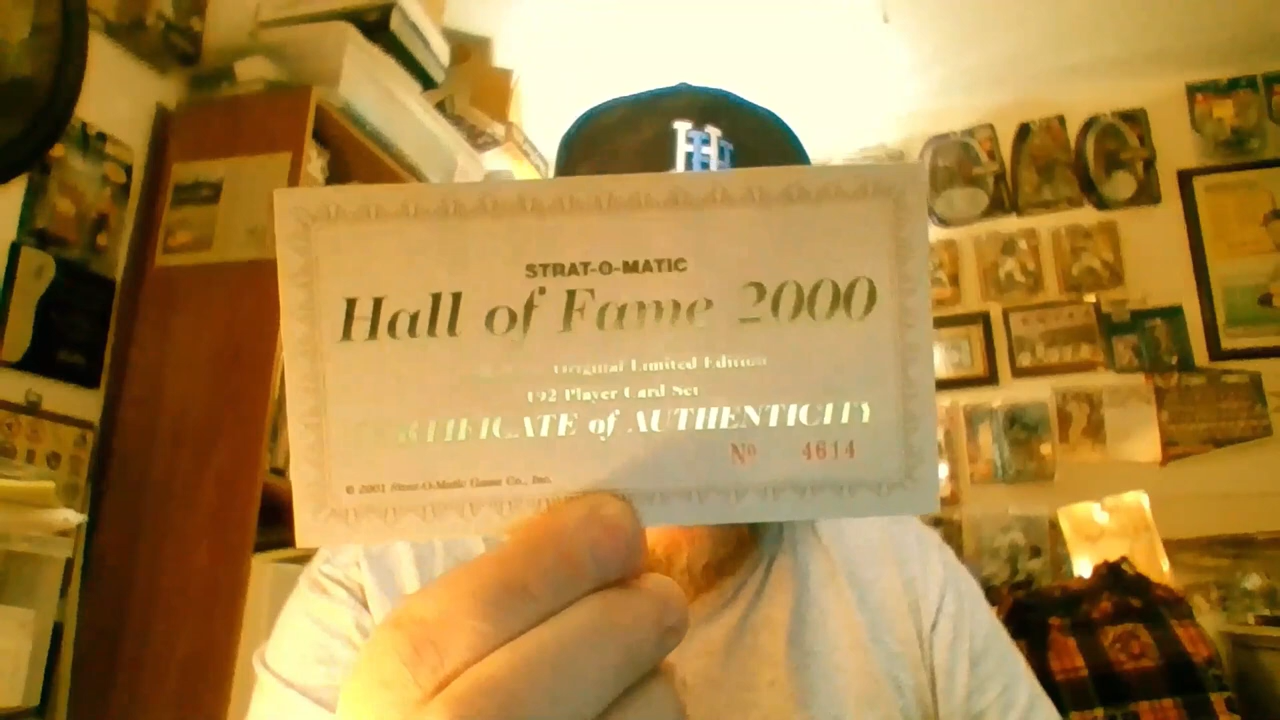 STRAT-O-MATIC
Hall of Fame 2000
Original Limited Edition
192 Player Card Set
CERTIFICATE of AUTHENTICITY
Nº 4614
© 2001 Strat-O-Matic Game Co., Inc.